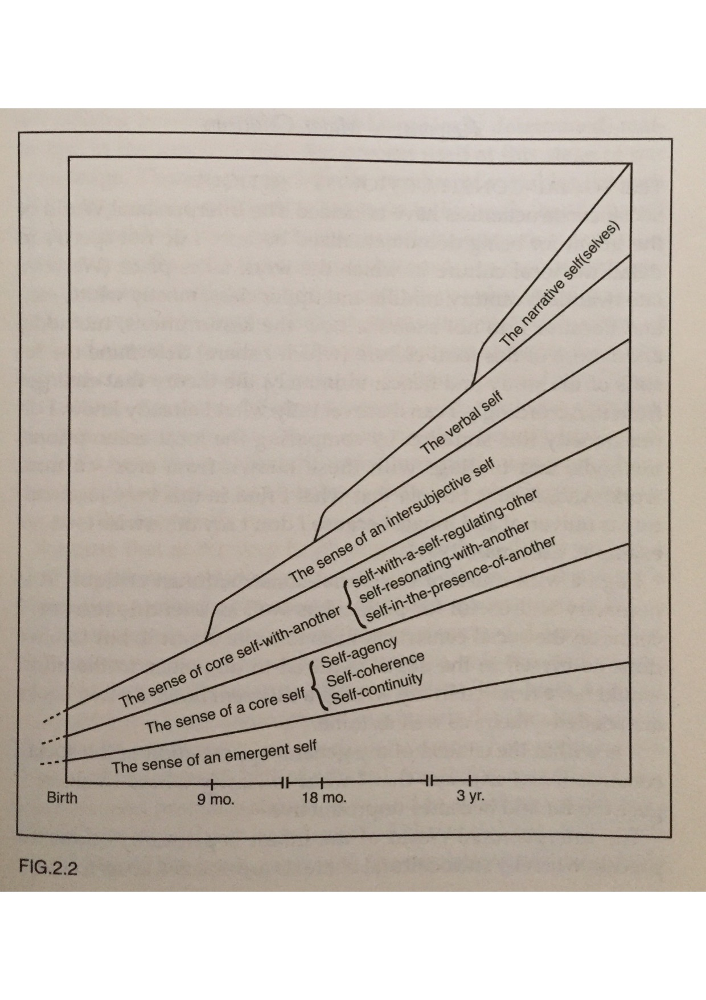 The narrative self(selves)
The verbal self
The sense of an intersubjective self
The sense of core self-with-another
self-with-a-self-regulating-other
self-resonating-with-another
self-in-the-presence-of-another
The sense of a core self
Self-agency
Self-coherence
Self-continuity
The sense of an emergent self
Birth
9 mo.
18 mo.
3 yr.
FIG.2.2